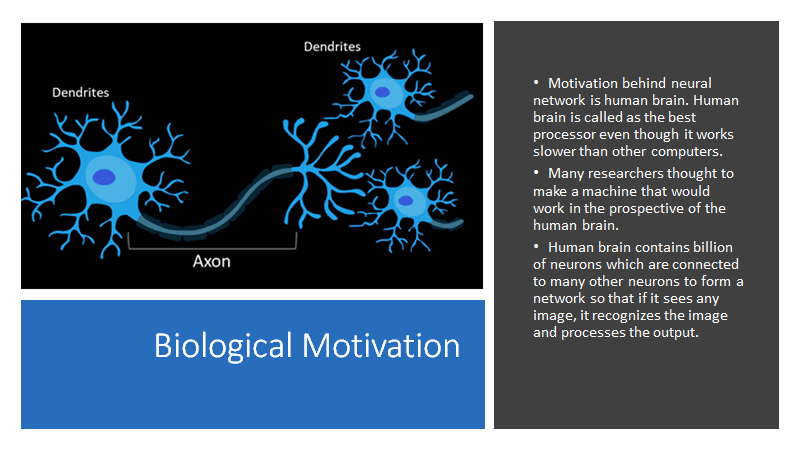 Dendrites
Dendrites
Axon
Biological Motivation
• Motivation behind neural
network is human brain. Human
brain is called as the best
processor even though it works
slower than other computers.
• Many researchers thought to
make a machine that would
work in the prospective of the
human brain.
• Human brain contains billion
of neurons which are connected
to many other neurons to form a
network so that if it sees any
image, it recognizes the image
and processes the output.